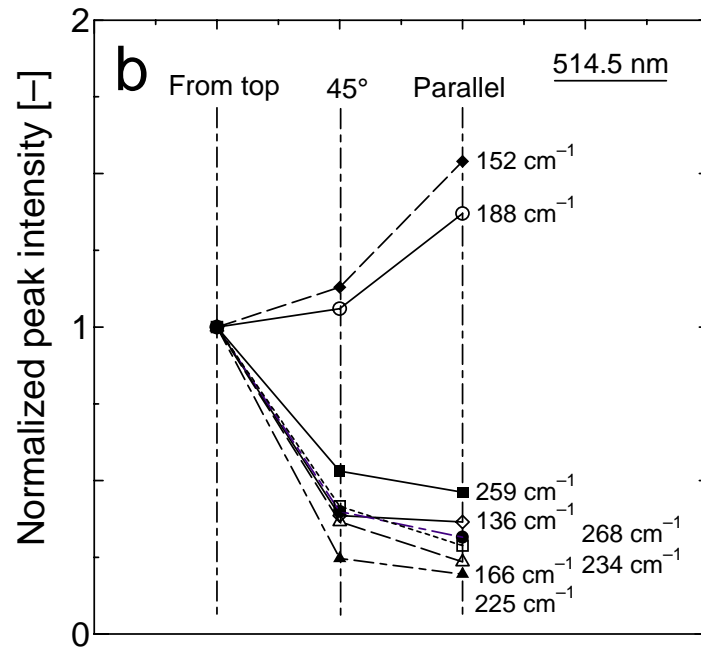 2
b
From top
45°
Parallel
514.5 nm
152 cm⁻¹
188 cm⁻¹
1
Normalized peak intensity [–]
259 cm⁻¹
136 cm⁻¹
268 cm⁻¹
166 cm⁻¹
234 cm⁻¹
225 cm⁻¹
0